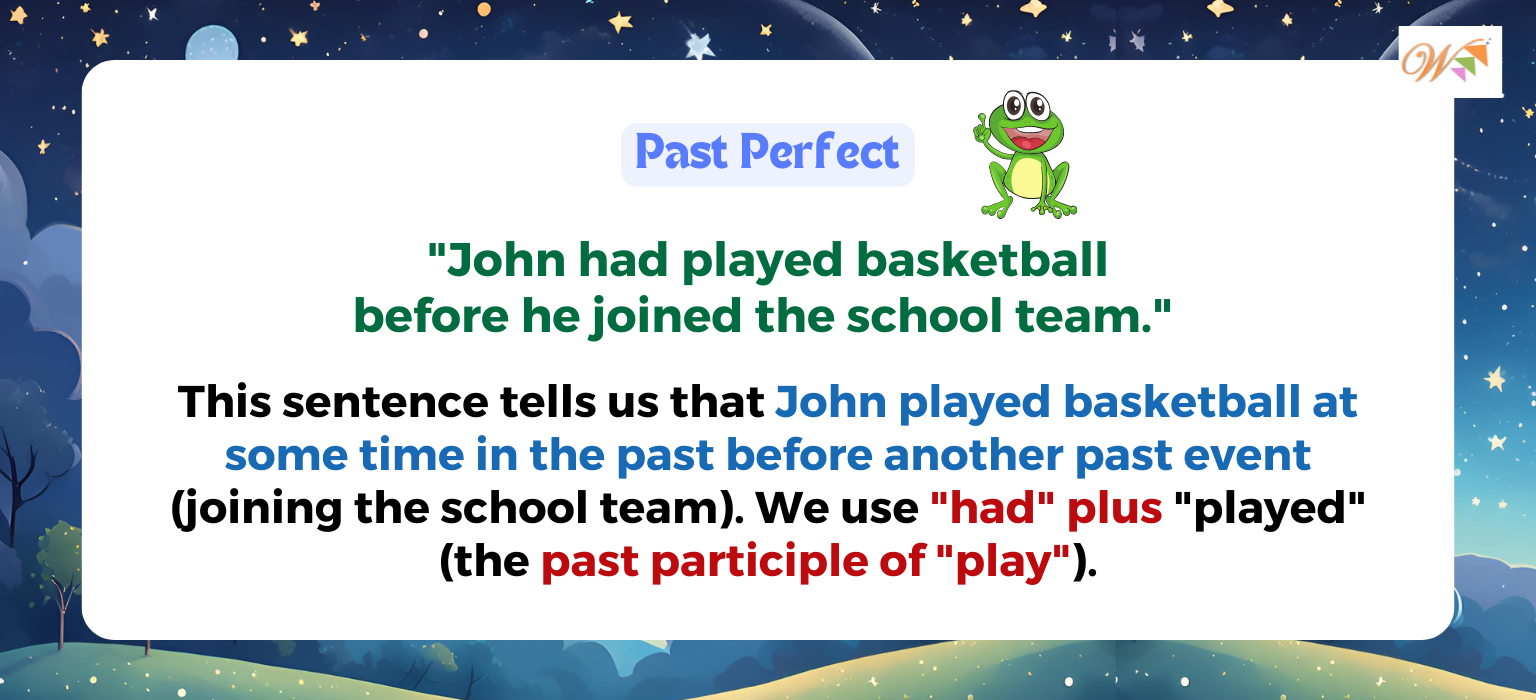 W
Past Perfect
"John had played basketball
before he joined the school team."
This sentence tells us that John played basketball at
some time in the past before another past event
(joining the school team). We use "had" plus "played"
(the past participle of "play").